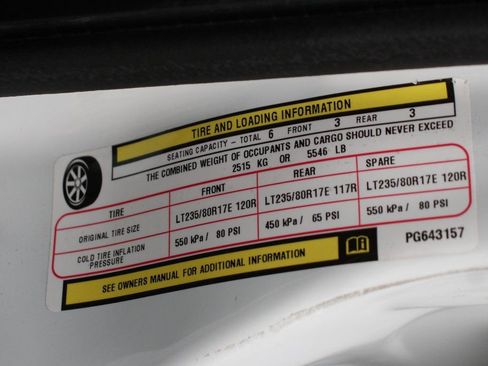 TIRE AND LOADING INFORMATION
SEATING CAPACITY - TOTAL 6 FRONT 3 REAR 3
THE COMBINED WEIGHT OF OCCUPANTS AND CARGO SHOULD NEVER EXCEED
2515 KG OR 5546 LB
TIRE FRONT REAR SPARE
ORIGINAL TIRE SIZE LT235/80R17E 120R LT235/80R17E 117R LT235/80R17E 120R
COLD TIRE INFLATION
PRESSURE 550 kPa / 80 PSI 450 kPa / 65 PSI 550 kPa / 80 PSI
SEE OWNERS MANUAL FOR ADDITIONAL INFORMATION
PG643157